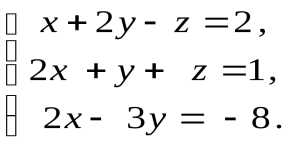 x + 2y - z = 2,
2x + y + z = 1,
2x - 3y = - 8.